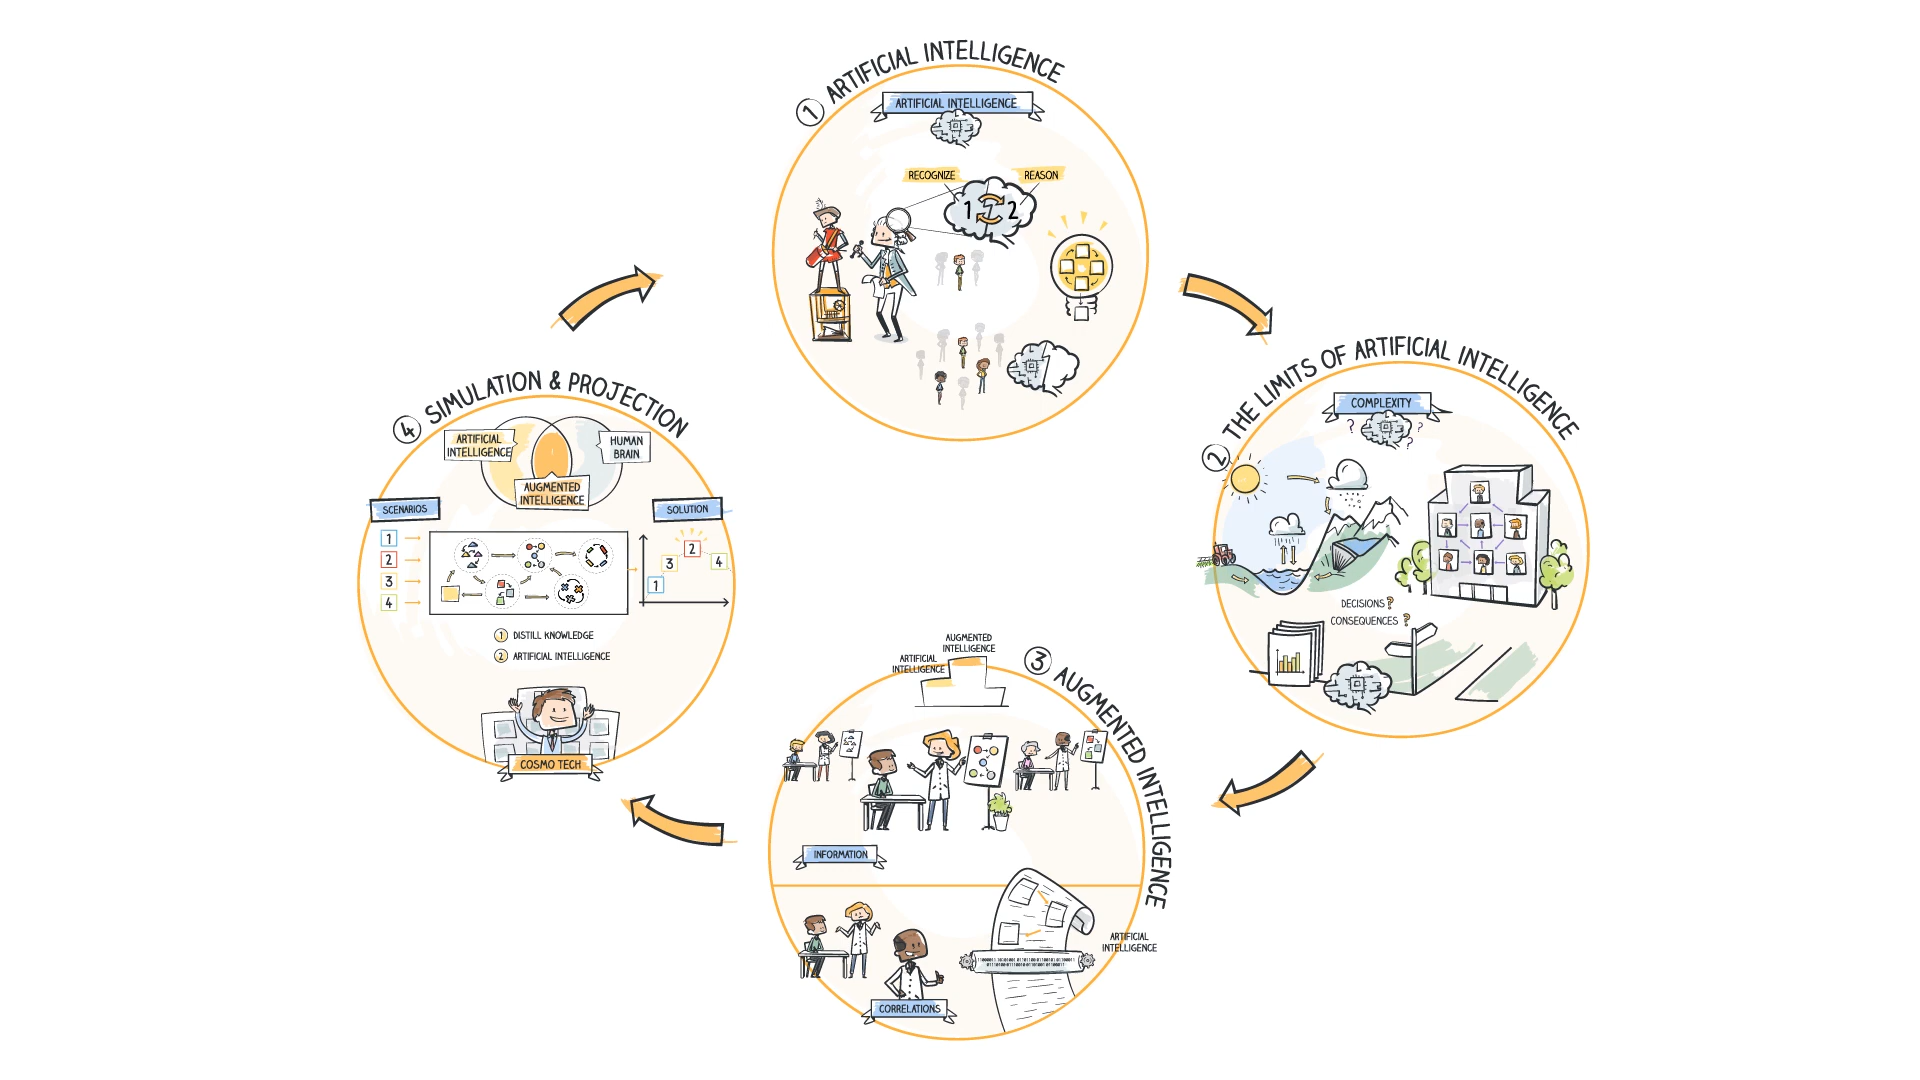 1 ARTIFICIAL INTELLIGENCE
ARTIFICIAL INTELLIGENCE
RECOGNIZE
REASON
1 2
2 THE LIMITS OF ARTIFICIAL INTELLIGENCE
COMPLEXITY
? ? ?
DECISIONS?
CONSEQUENCES ?
3 AUGMENTED INTELLIGENCE
AUGMENTED
INTELLIGENCE
ARTIFICIAL
INTELLIGENCE
INFORMATION
ARTIFICIAL
INTELLIGENCE
CORRELATIONS
4 SIMULATION & PROJECTION
ARTIFICIAL
INTELLIGENCE
HUMAN
BRAIN
AUGMENTED
INTELLIGENCE
SCENARIOS
SOLUTION
1
2
3
4
1
3
2
4
1 DISTILL KNOWLEDGE
2 ARTIFICIAL INTELLIGENCE
COSMO TECH